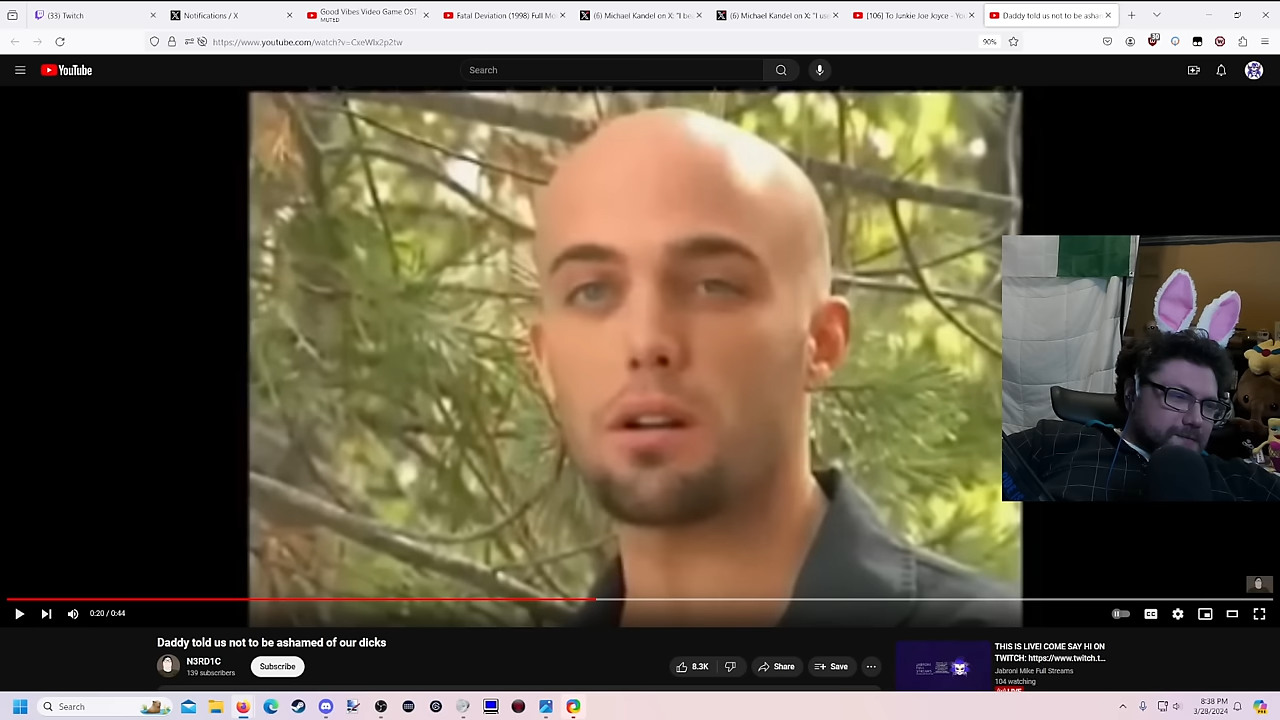 (33) Twitch
Notifications / X
Good Vibes Video Game OST
MUTED
Fatal Deviation (1998) Full Mo
(6) Michael Kandel on X: "I be
(6) Michael Kandel on X: "I use
[106] To Junkie Joe Joyce - Yo
Daddy told us not to be asha
https://www.youtube.com/watch?v=CxeWlx2p2tw
90%
YouTube
Search
0:20 / 0:44
CC
Daddy told us not to be ashamed of our dicks
N3RD1C
139 subscribers
Subscribe
8.3K
Share
Save
THIS IS LIVE! COME SAY HI ON
TWITCH: https://www.twitch.t...
Jabroni Mike Full Streams
104 watching
LIVE
Search
8:38 PM
3/28/2024